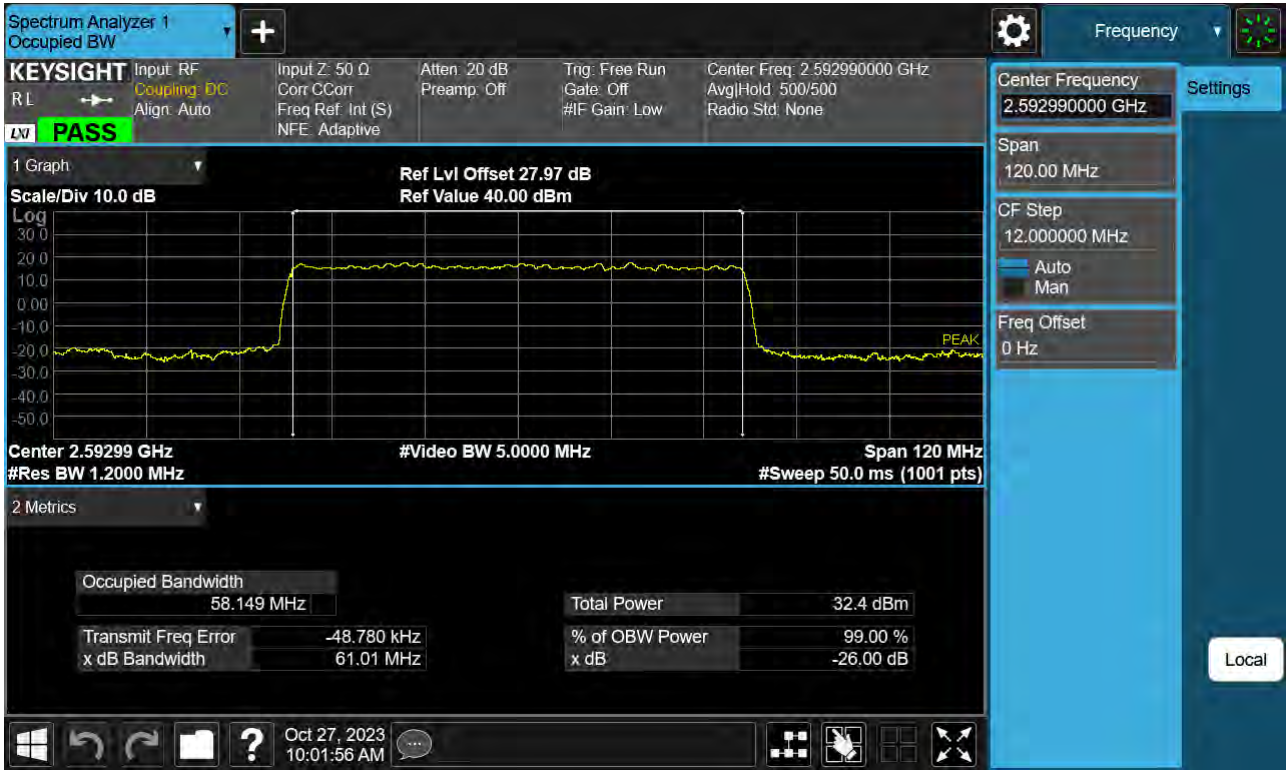 Spectrum Analyzer 1
Occupied BW
Frequency
KEYSIGHT
RL
LXI PASS
Input: RF
Coupling: DC
Align: Auto
Input Z: 50 Ω
Corr CCorr
Freq Ref: Int (S)
NFE: Adaptive
Atten: 20 dB
Preamp: Off
Trig: Free Run
Gate: Off
#IF Gain: Low
Center Freq: 2.592990000 GHz
Avg|Hold: 500/500
Radio Std: None
Center Frequency
2.592990000 GHz
Settings
Span
120.00 MHz
CF Step
12.000000 MHz
Auto
Man
Freq Offset
0 Hz
Local
1 Graph
Scale/Div 10.0 dB
Ref Lvl Offset 27.97 dB
Ref Value 40.00 dBm
Log
30.0
20.0
10.0
0.00
-10.0
-20.0
-30.0
-40.0
-50.0
PEAK
Center 2.59299 GHz
#Video BW 5.0000 MHz
Span 120 MHz
#Res BW 1.2000 MHz
#Sweep 50.0 ms (1001 pts)
2 Metrics
Occupied Bandwidth
58.149 MHz
Total Power 32.4 dBm
Transmit Freq Error -48.780 kHz
% of OBW Power 99.00 %
x dB Bandwidth 61.01 MHz
x dB -26.00 dB
?
Oct 27, 2023
10:01:56 AM